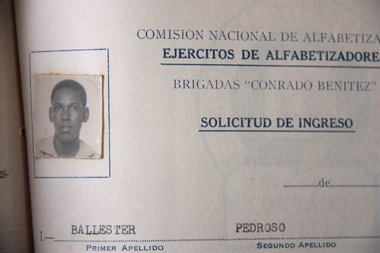 COMISION NACIONAL DE
EJERCITOS DE ALFABETIZADORE
BRIGADAS "CONRADO BENITEZ"
SOLICITUD DE INGRESO
de
1.— BALLESTER PEDROSO
PRIMER APELLIDO SEGUNDO APELLIDO